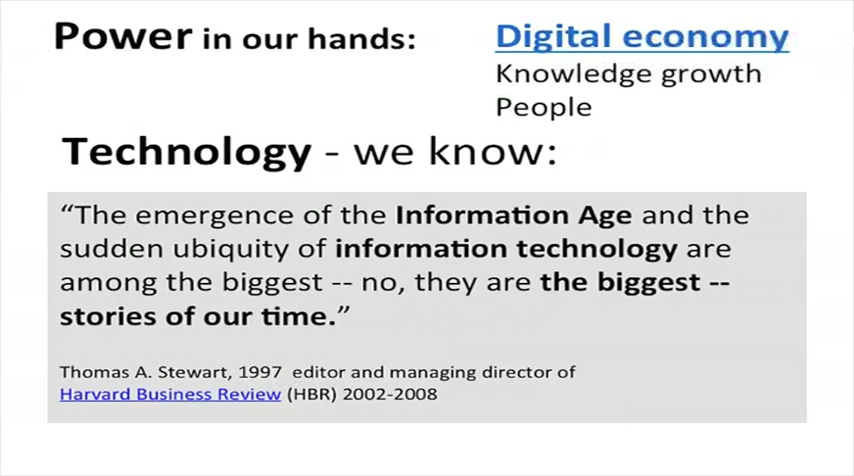 Power in our hands:
Digital economy
Knowledge growth
People
Technology - we know:
“The emergence of the Information Age and the
sudden ubiquity of information technology are
among the biggest -- no, they are the biggest --
stories of our time.”
Thomas A. Stewart, 1997 editor and managing director of
Harvard Business Review (HBR) 2002-2008